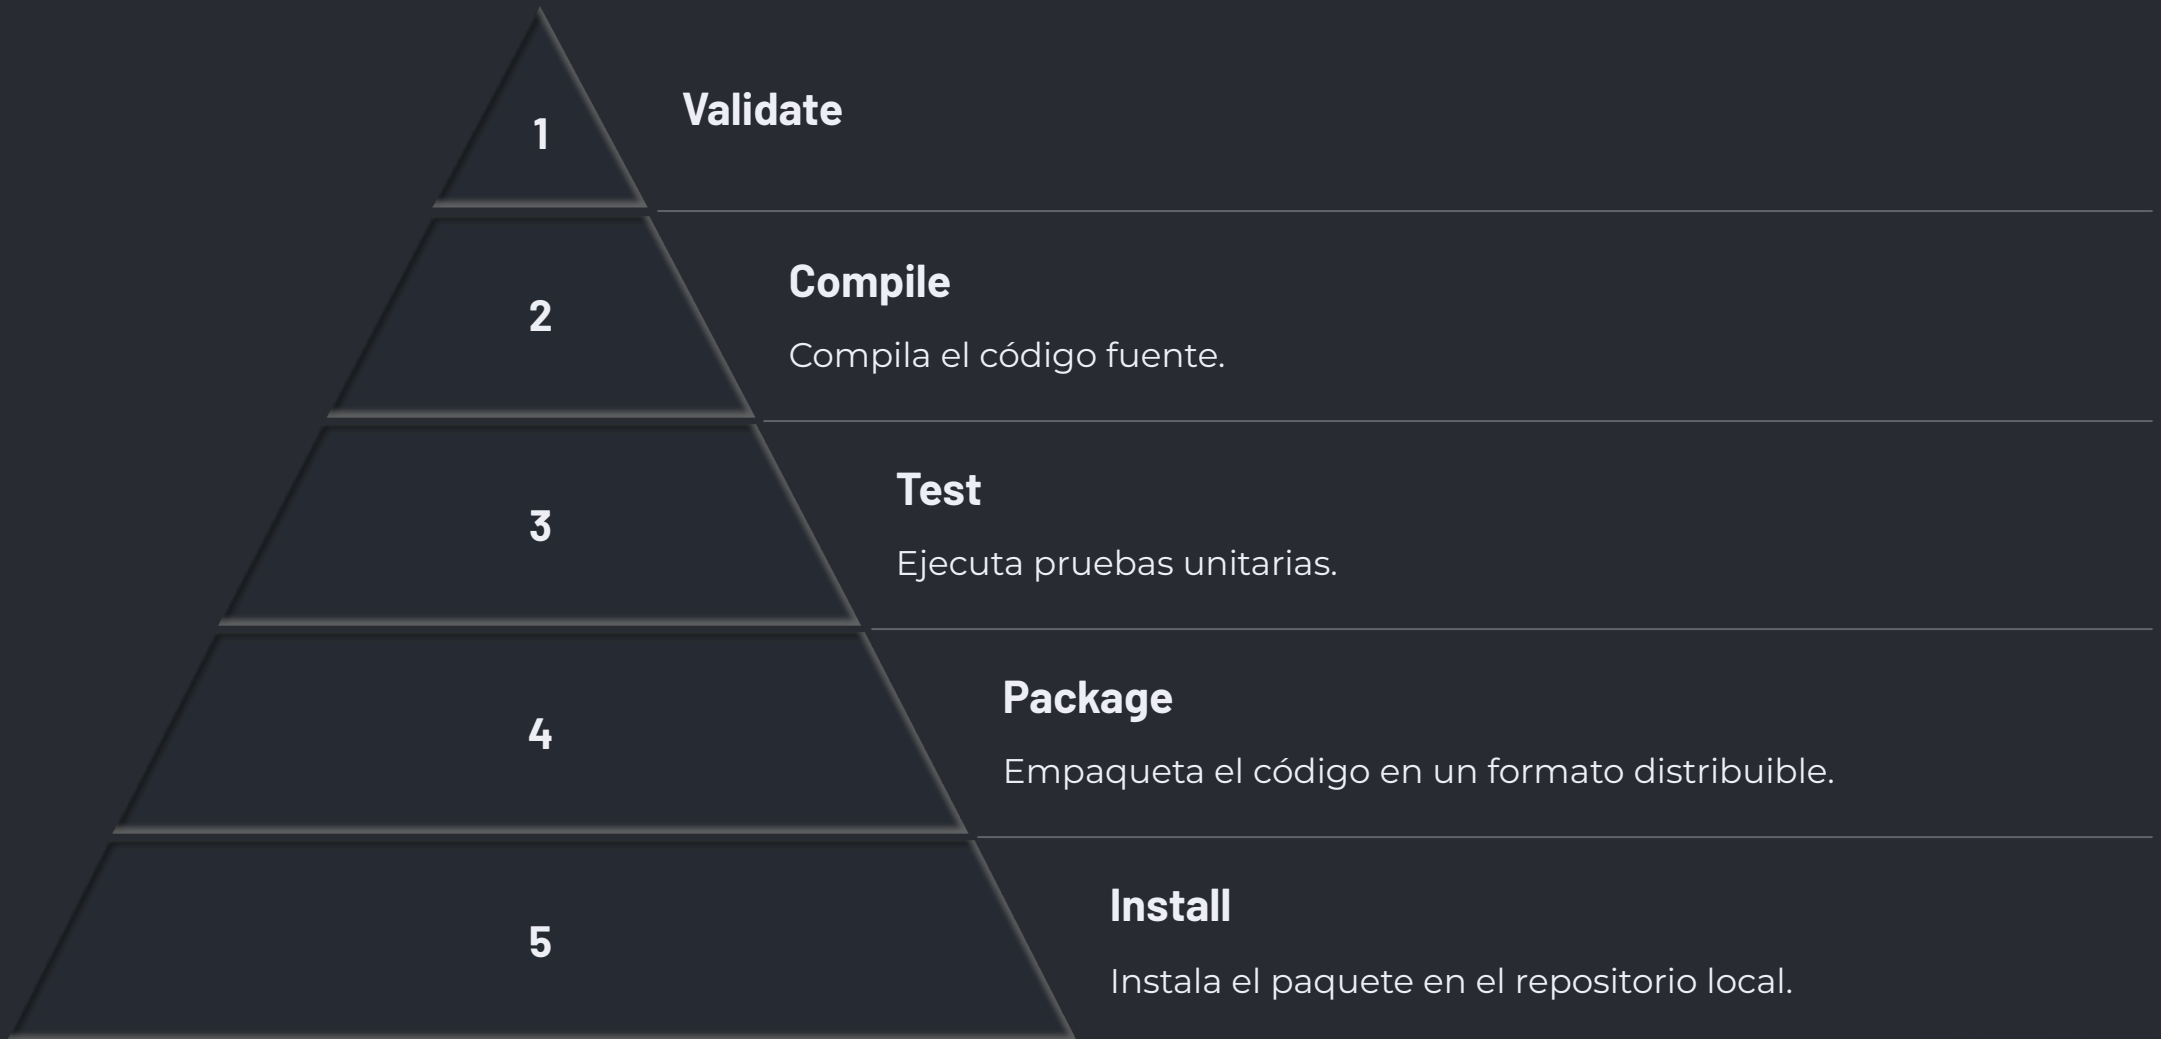 1
Validate
2
Compile
Compila el código fuente.
3
Test
Ejecuta pruebas unitarias.
4
Package
Empaqueta el código en un formato distribuible.
5
Install
Instala el paquete en el repositorio local.